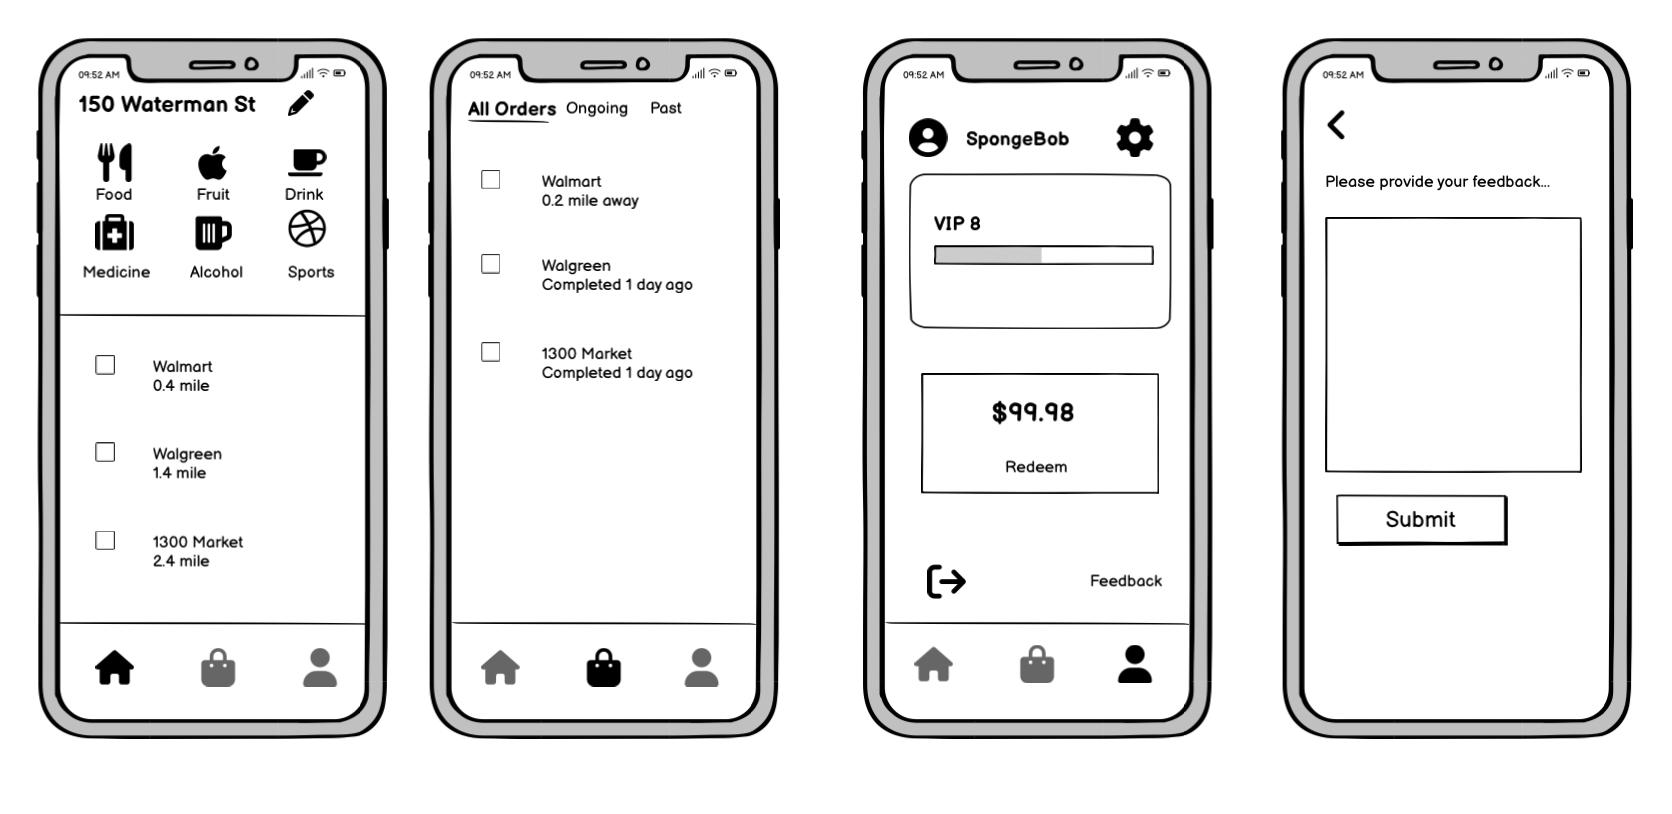 09:52 AM
150 Waterman St
Food
Fruit
Drink
Medicine
Alcohol
Sports
Walmart
0.4 mile
Walgreen
1.4 mile
1300 Market
2.4 mile
09:52 AM
All Orders
Ongoing
Past
Walmart
0.2 mile away
Walgreen
Completed 1 day ago
1300 Market
Completed 1 day ago
09:52 AM
SpongeBob
VIP 8
$99.98
Redeem
Feedback
09:52 AM
Please provide your feedback...
Submit